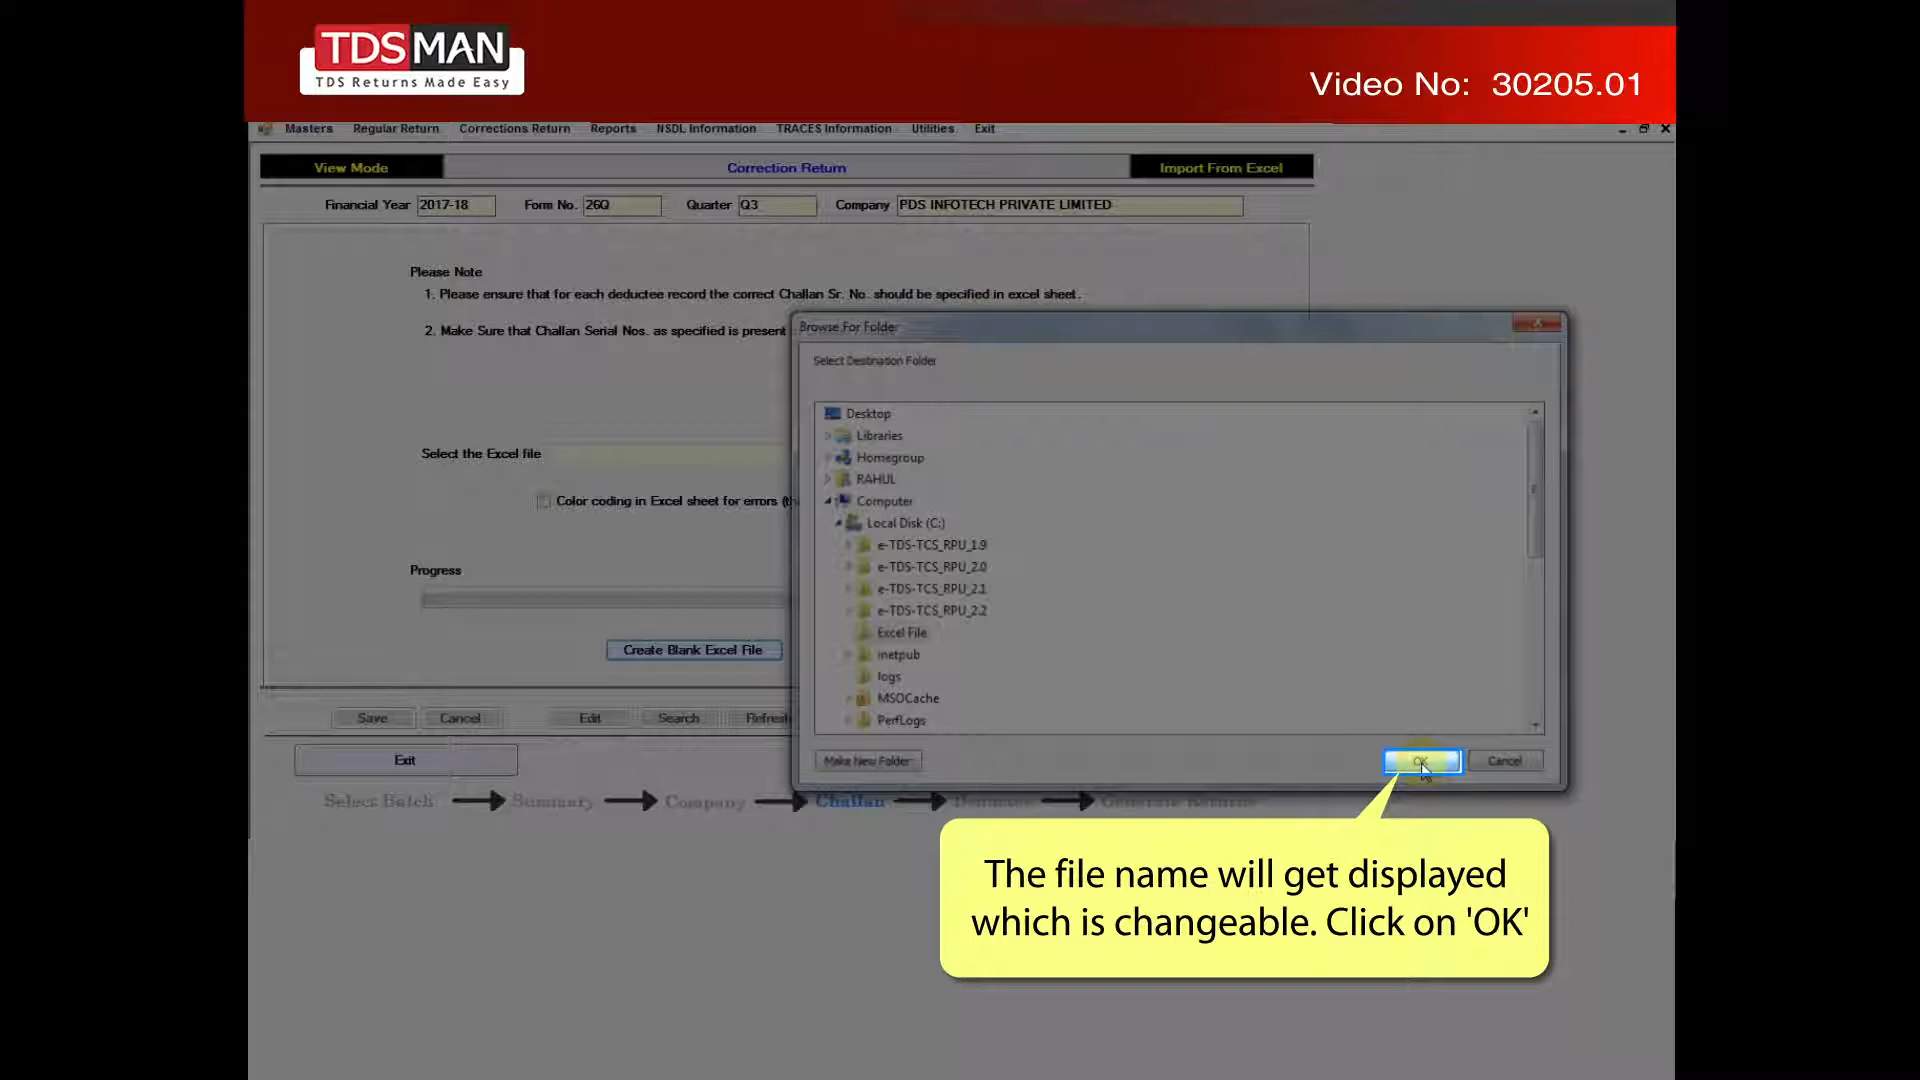 TDSMAN
TDS Returns Made Easy
Video No: 30205.01
Masters Regular Return Corrections Return Reports NSDL Information TRACES Information Utilities Exit
View Mode Correction Return Import From Excel
Financial Year 2017-18 Form No. 26Q Quarter Q3 Company PDS INFOTECH PRIVATE LIMITED
Please Note
1. Please ensure that for each deductee record the correct Challan Sr. No. should be specified in excel sheet.
2. Make Sure that Challan Serial Nos. as specified is present
Browse For Folder
Select Destination Folder
Desktop
Libraries
Homegroup
RAHUL
Computer
Local Disk (C:)
e-TDS-TCS_RPU_1.9
e-TDS-TCS_RPU_2.0
e-TDS-TCS_RPU_2.1
e-TDS-TCS_RPU_2.2
Excel File
inetpub
logs
MSOCache
PerfLogs
Make New Folder OK Cancel
Select the Excel file
Color coding in Excel sheet for errors
Progress
Create Blank Excel File
Save Cancel Edit Search Refresh
Exit
Select Batch Summary Company Challan Generate Returns
The file name will get displayed
which is changeable. Click on 'OK'